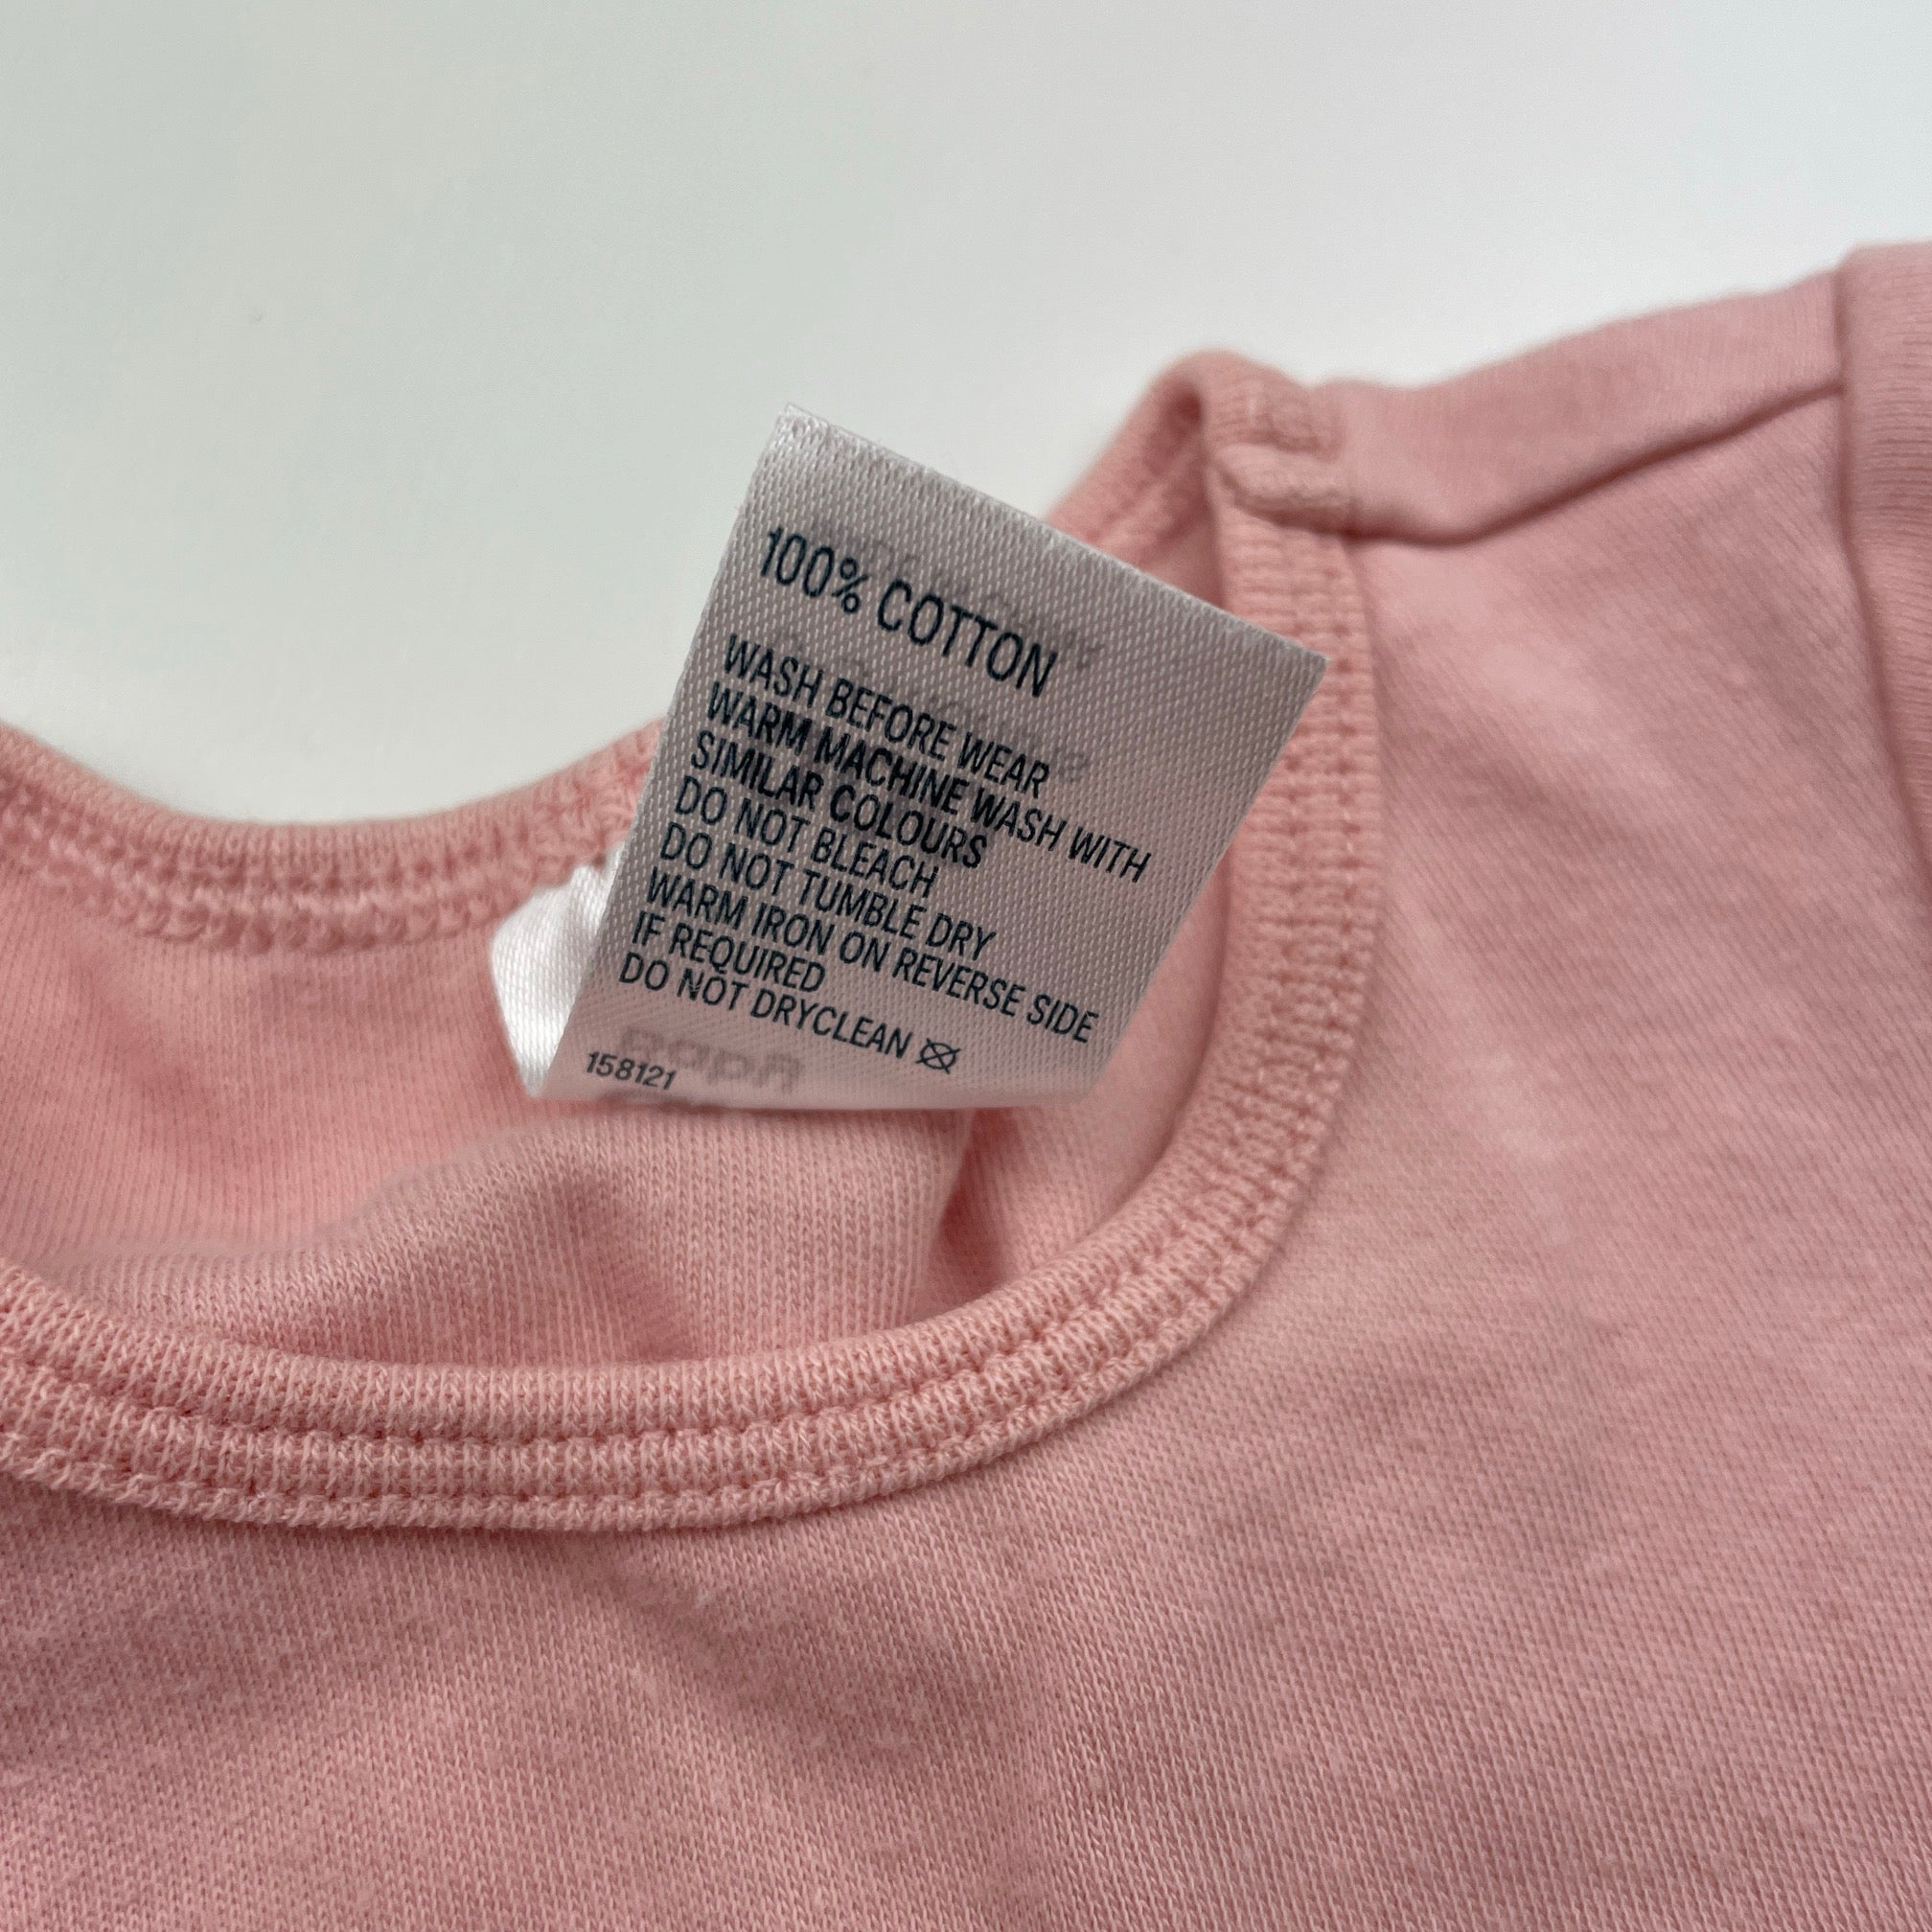 100% COTTON
WASH BEFORE WEAR
WARM MACHINE WASH WITH
SIMILAR COLOURS
DO NOT BLEACH
DO NOT TUMBLE DRY
WARM IRON ON REVERSE SIDE
IF REQUIRED
DO NOT DRYCLEAN
158121